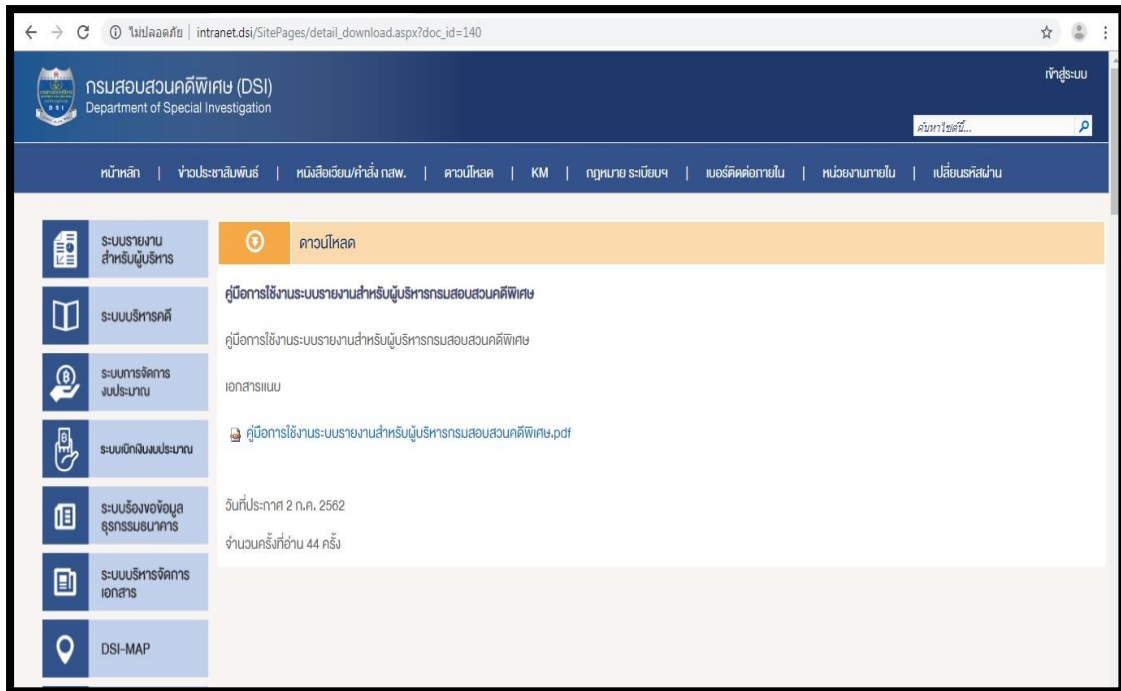 ไม่ปลอดภัย | intranet.dsi/SitePages/detail_download.aspx?doc_id=140
เข้าสู่ระบบ
กรมสอบสวนคดีพิเศษ (DSI)
Department of Special Investigation
ค้นหาไซต์นี้...
หน้าหลัก | ข่าวประชาสัมพันธ์ | หนังสือเวียน/คำสั่ง กสพ. | ดาวน์โหลด | KM | กฎหมาย ระเบียบฯ | เบอร์ติดต่อภายใน | หน่วยงานภายใน | เปลี่ยนรหัสผ่าน
ระบบรายงาน
สำหรับผู้บริหาร
ระบบบริหารคดี
ระบบการจัดการ
งบประมาณ
ระบบเบิกเงินงบประมาณ
ระบบร้องขอข้อมูล
ธุรกรรมธนาคาร
ระบบบริหารจัดการ
เอกสาร
DSI-MAP
ดาวน์โหลด
คู่มือการใช้งานระบบรายงานสำหรับผู้บริหารกรมสอบสวนคดีพิเศษ
คู่มือการใช้งานระบบรายงานสำหรับผู้บริหารกรมสอบสวนคดีพิเศษ
เอกสารแนบ
คู่มือการใช้งานระบบรายงานสำหรับผู้บริหารกรมสอบสวนคดีพิเศษ.pdf
วันที่ประกาศ 2 ก.ค. 2562
จำนวนครั้งที่อ่าน 44 ครั้ง